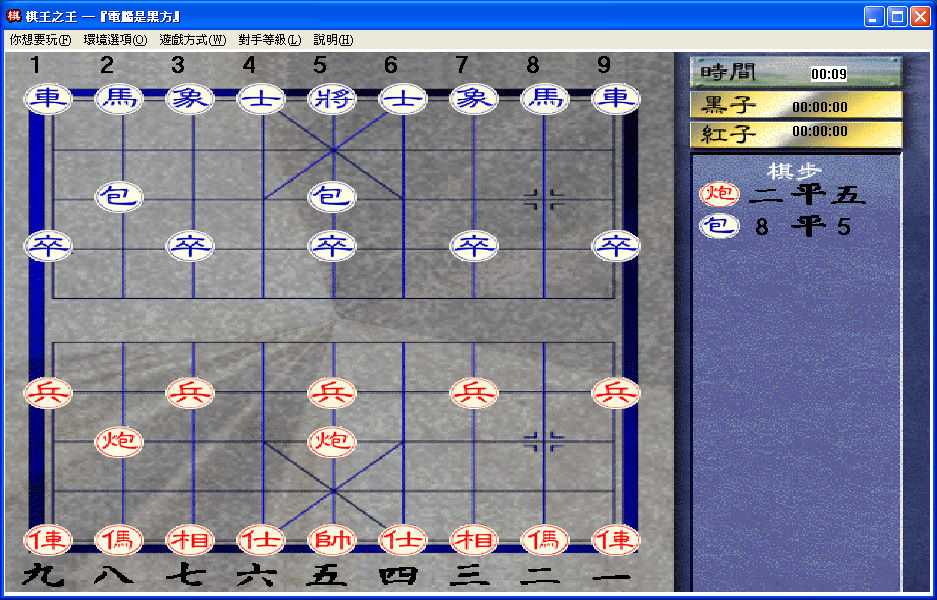 棋 棋王之王 —『電腦是黑方』
你想要玩(F) 環境選項(O) 遊戲方式(W) 對手等級(L) 說明(H)
1 2 3 4 5 6 7 8 9
車 馬 象 士 將 士 象 馬 車
包 包
卒 卒 卒 卒 卒
兵 兵 兵 兵 兵
炮 炮
俥 傌 相 仕 帥 仕 相 傌 俥
九 八 七 六 五 四 三 二 一
時間 00:09
黑子 00:00:00
紅子 00:00:00
棋步
炮 二 平 五
包 8 平 5